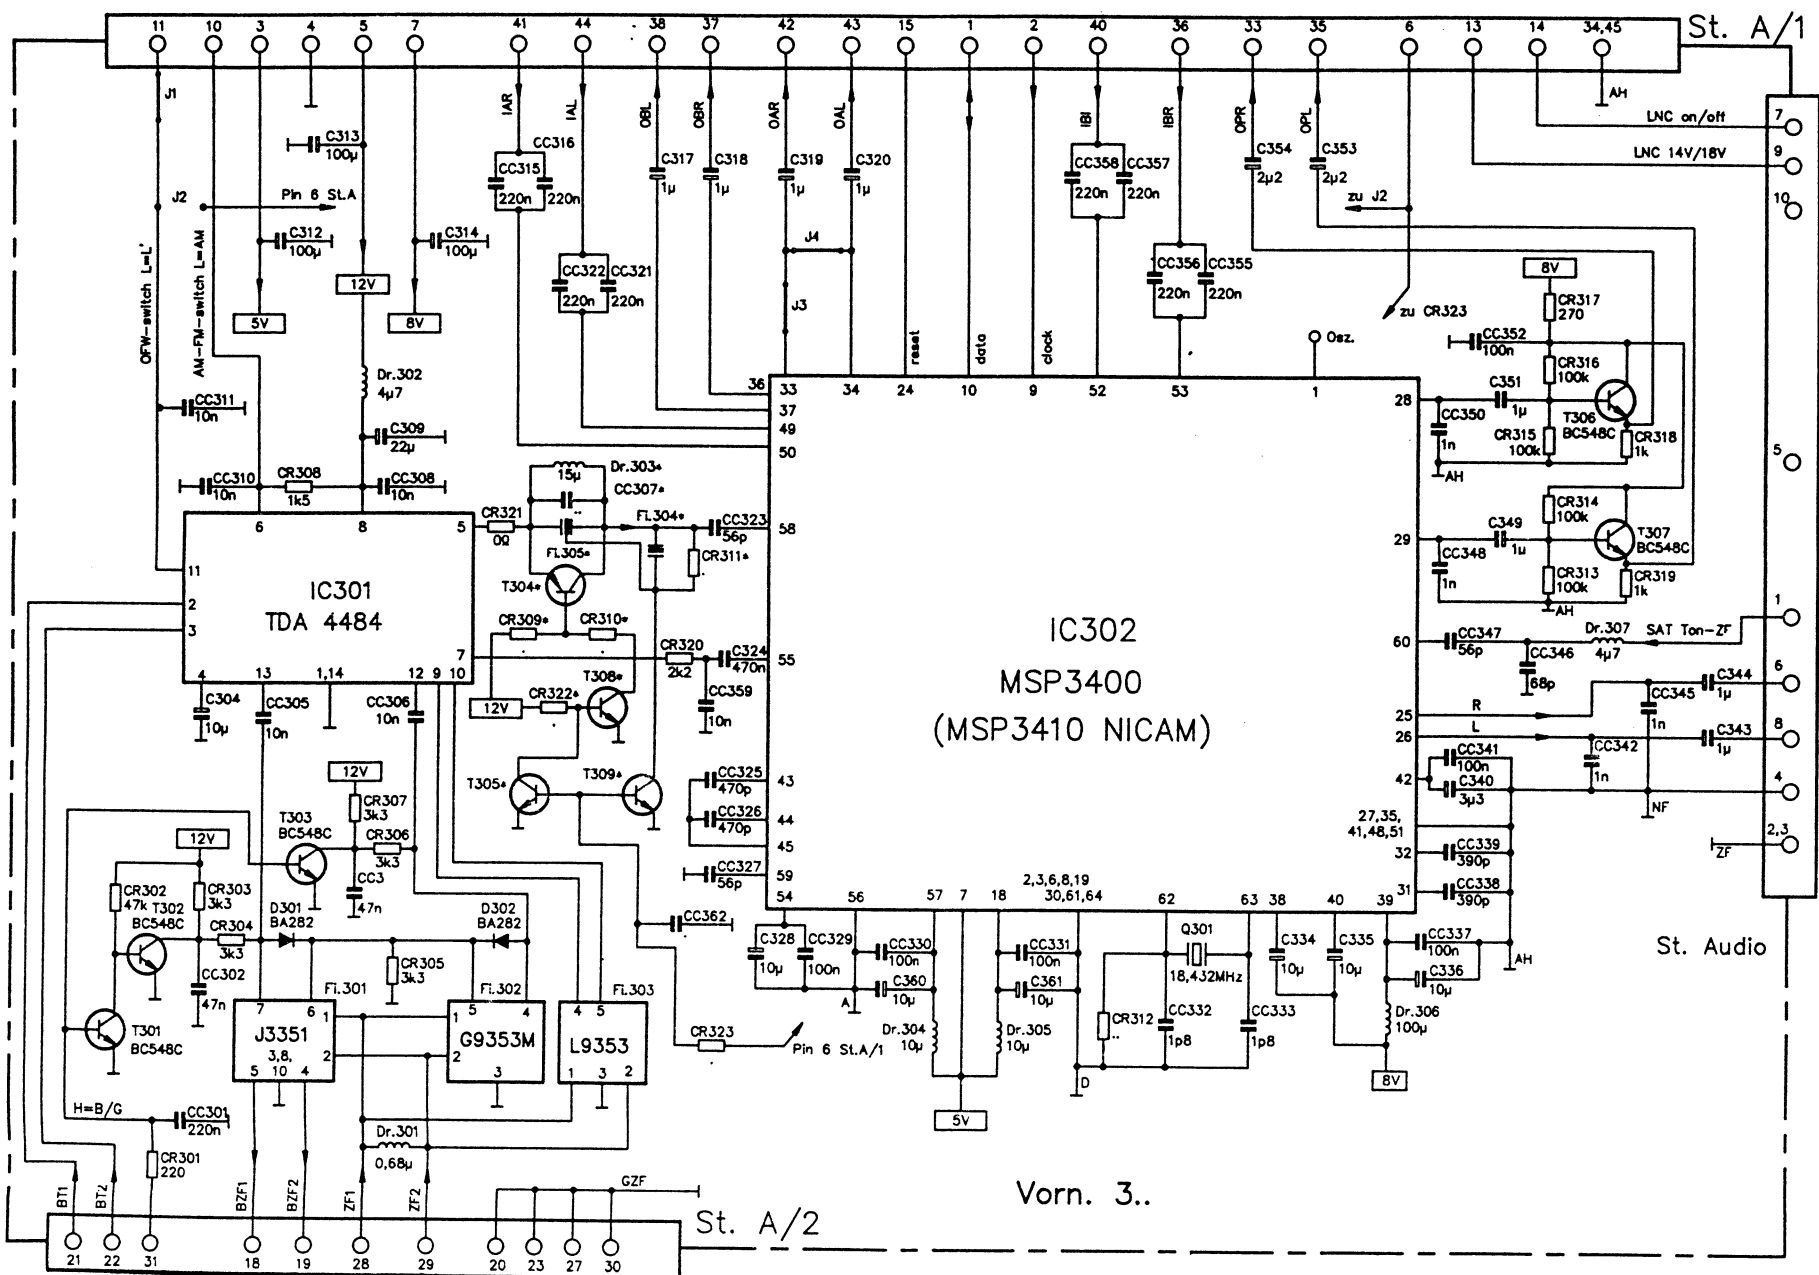 11 10 3 4 5 7 41 44 38 37 42 43 15 1 2 40 36 33 35 6 13 14 34,45
St. A/1
J1
IAR
IAL
OBL
OBR
OAR
OAL
IBl
IBR
OPR
OPL
AH
LNC on/off
7
LNC 14V/18V
9
10
C313
100µ
CC316
CC315
220n
220n
C317
1µ
C318
1µ
C319
1µ
C320
1µ
CC358
CC357
220n
220n
C354
2µ2
C353
2µ2
J2
Pin 6 St.A
zu J2
C312
100µ
C314
100µ
J4
J3
CC322
CC321
220n
220n
CC356
CC355
220n
220n
12V
5V
8V
8V
CR317
270
zu CR323
OFW-switch L=L'
AM-FM-switch L=AM
reset
data
clock
Osz.
CC352
100n
CR316
100k
Dr.302
4µ7
36 33 34 24 10 9 52 53 1
37
49
50
28
C351
1µ
T306
BC548C
CC350
1n
CR315
100k
CR318
1k
AH
5
CC311
10n
C309
22µ
CC310
10n
CR308
1k5
CC308
10n
15µ
Dr.303*
CC307*
..
CR321
0Ω
FL304*
FL305*
CC323
56p
58
CR311*
CR314
100k
C349
1µ
29
T307
BC548C
CC348
1n
CR313
100k
CR319
1k
AH
6 8 5
11
2
3
IC301
TDA 4484
7
4 13 1,14 12 9 10
T304*
CR309*
CR310*
CR320
2k2
C324
470n
55
IC302
MSP3400
(MSP3410 NICAM)
60
CC347
56p
Dr.307
4µ7
SAT Ton-ZF
1
CC346
68p
6
C344
1µ
CC345
1n
C304
10µ
CC305
10n
CC306
10n
12V
CR322*
T308*
CC359
10n
25
R
26
L
8
C343
1µ
CC342
1n
CC341
100n
42
C340
3µ3
4
NF
T305*
T309*
CC325
470p
43
CC326
470p
44
45
CC327
56p
59
27,35,
41,48,51
32
CC339
390p
31
CC338
390p
2,3
ZF
12V
CR307
3k3
T303
BC548C
CR306
3k3
12V
CR302
47k
CR303
3k3
CC3
47n
T302
BC548C
CR304
3k3
D301
BA282
D302
BA282
CC302
47n
CR305
3k3
CC362
54 56 57 7 18
2,3,6,8,19
30,61,64
62 63 38 40 39
C328
10µ
CC329
100n
CC330
100n
C360
10µ
CC331
100n
C361
10µ
Q301
18,432MHz
C334
10µ
C335
10µ
CC337
100n
C336
10µ
AH
A
St. Audio
Fi.301
Fi.302
Fi.303
7 6
J3351
3,8,
5 10 4
1
2
5 4
1
2
G9353M
3
4 5
L9353
1 3 2
T301
BC548C
CR323
Pin 6 St.A/1
Dr.304
10µ
Dr.305
10µ
CR312
..
CC332
1p8
CC333
1p8
Dr.306
100µ
D
8V
5V
H=B/G
CC301
220n
CR301
220
Dr.301
0,68µ
BT1
BT2
BZF1
BZF2
ZF1
ZF2
GZF
Vorn. 3..
St. A/2
21 22 31 18 19 28 29 20 23 27 30